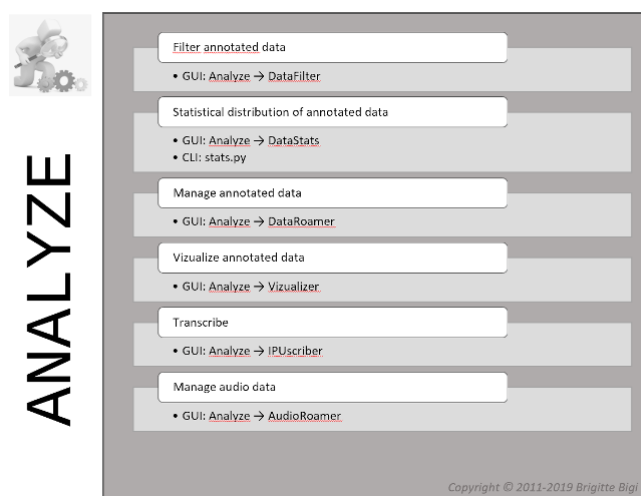 ANALYZE
Filter annotated data
• GUI: Analyze → DataFilter
Statistical distribution of annotated data
• GUI: Analyze → DataStats
• CLI: stats.py
Manage annotated data
• GUI: Analyze → DataRoamer
Vizualize annotated data
• GUI: Analyze → Vizualizer
Transcribe
• GUI: Analyze → IPUscriber
Manage audio data
• GUI: Analyze → AudioRoamer
Copyright © 2011-2019 Brigitte Bigi